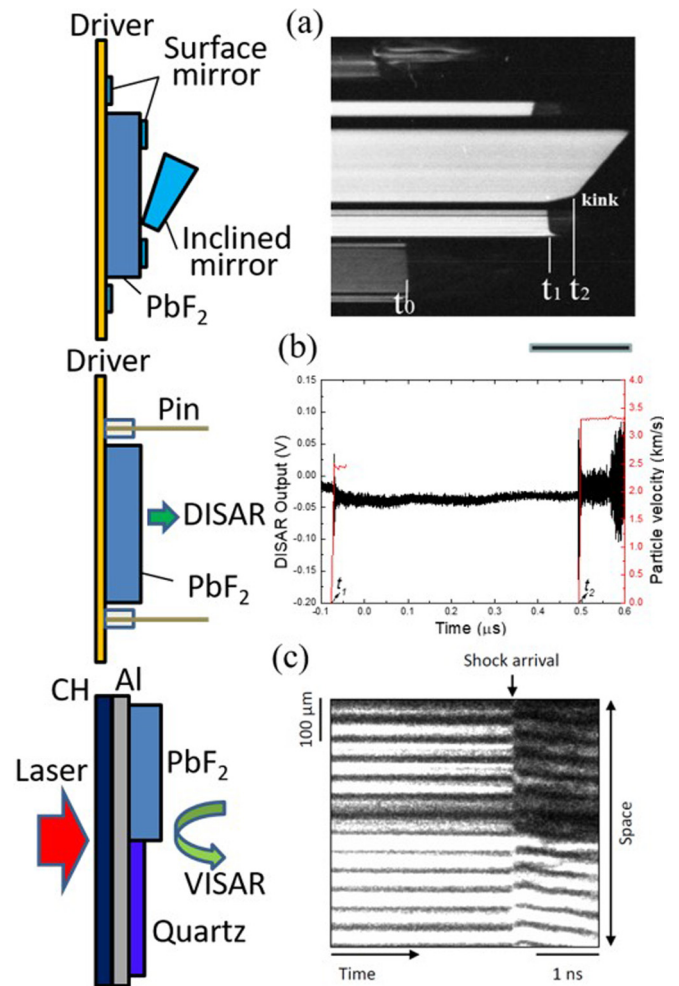 Driver
Surface
mirror
Inclined
mirror
PbF2
(a)
kink
t0
t1
t2
Driver
Pin
DISAR
PbF2
(b)
0.15
0.10
0.05
0.00
-0.05
-0.10
-0.15
-0.20
DISAR Output (V)
4.0
3.5
3.0
2.5
2.0
1.5
1.0
0.5
0.0
Particle velocity (km/s)
t1
t2
-0.1 0.0 0.1 0.2 0.3 0.4 0.5 0.6
Time (μs)
CH
Al
PbF2
Laser
VISAR
Quartz
(c)
Shock arrival
100 μm
Space
Time
1 ns